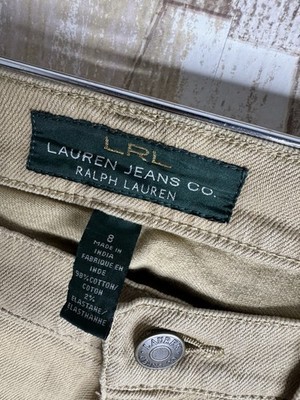 LRL
LAUREN JEANS CO.
RALPH LAUREN
8
MADE IN
INDIA
FABRIQUE EN
INDE
98% COTTON/
COTON
2%
ELASTANE/
ELASTHANNE
LAUREN